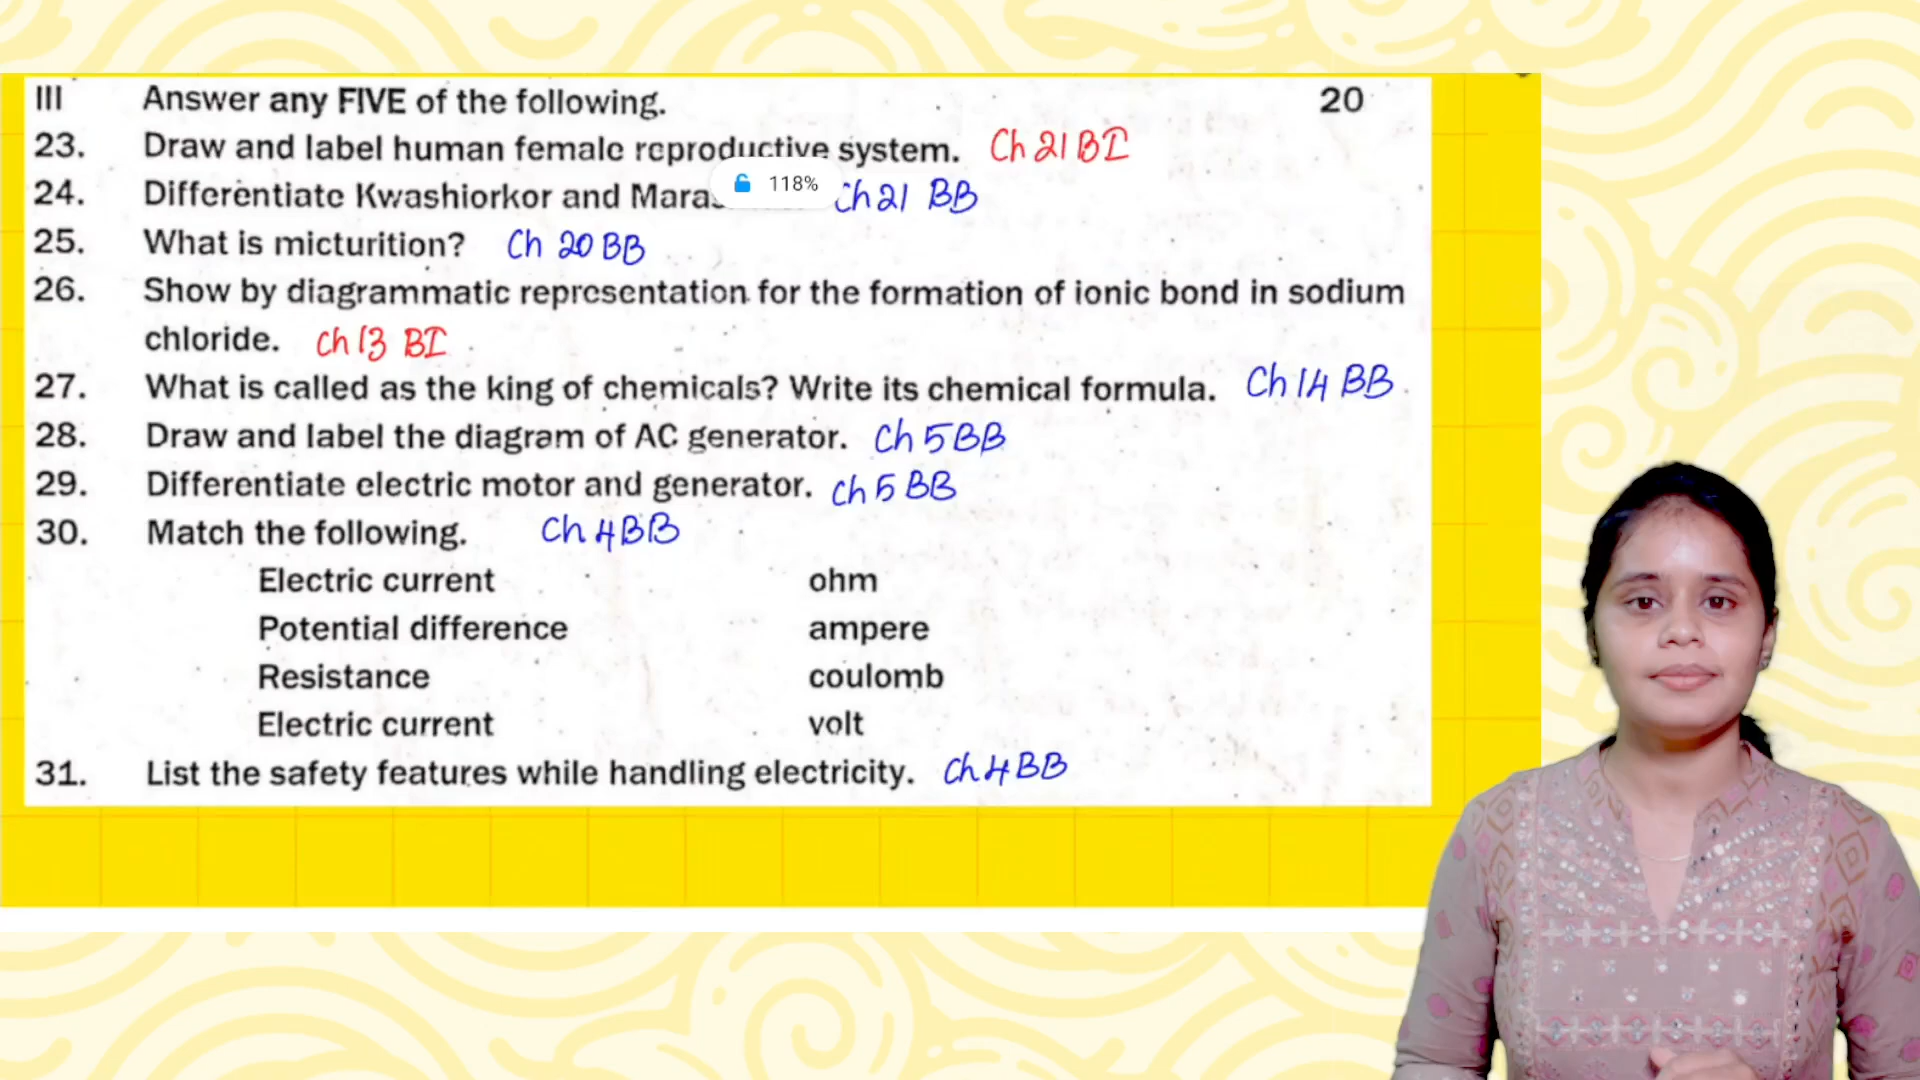 III Answer any FIVE of the following. 20
23. Draw and label human female reproductive system. Ch 21 BI
24. Differentiate Kwashiorkor and Ch 21 BB
118%
25. What is micturition? Ch 20 BB
26. Show by diagrammatic representation for the formation of ionic bond in sodium
chloride. Ch 13 BI
27. What is called as the king of chemicals? Write its chemical formula. Ch 14 BB
28. Draw and label the diagram of AC generator. Ch 5 BB
29. Differentiate electric motor and generator. Ch 5 BB
30. Match the following. Ch 4 BB
Electric current ohm
Potential difference ampere
Resistance coulomb
Electric current volt
31. List the safety features while handling electricity. Ch 4 BB